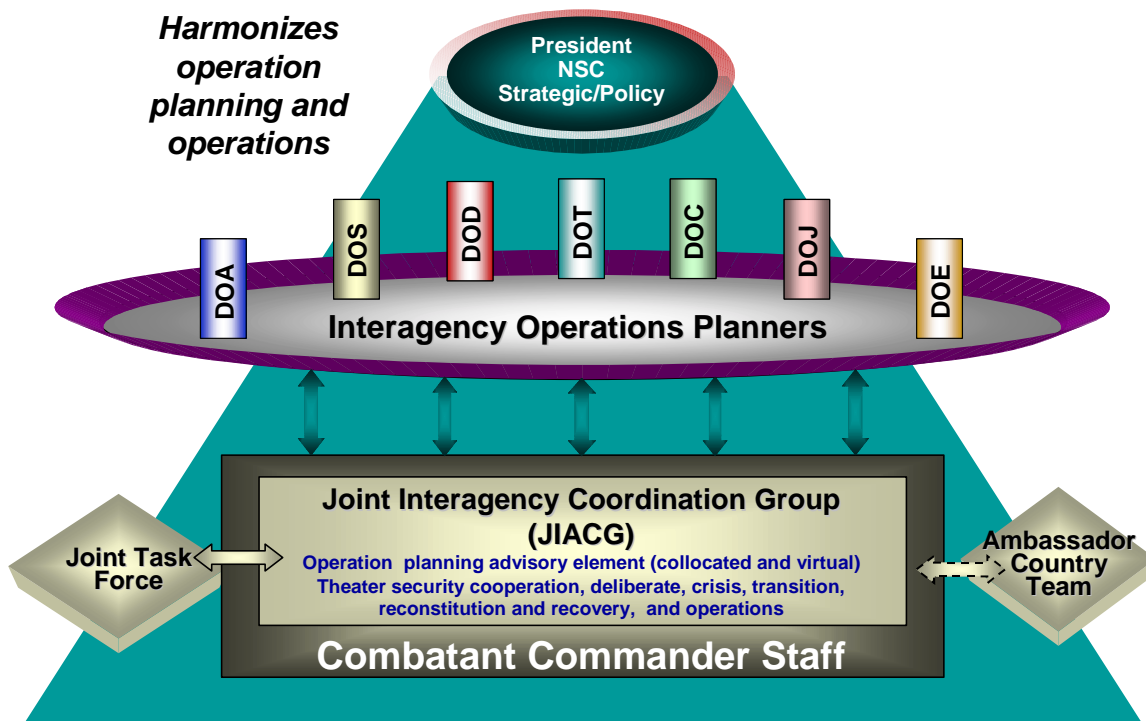 Harmonizes
operation
planning and
operations
President
NSC
Strategic/Policy
DOA
DOS
DOD
DOT
DOC
DOJ
DOE
Interagency Operations Planners
Joint Interagency Coordination Group
(JIACG)
Operation planning advisory element (collocated and virtual)
Theater security cooperation, deliberate, crisis, transition,
reconstitution and recovery, and operations
Combatant Commander Staff
Joint Task
Force
Ambassador
Country
Team